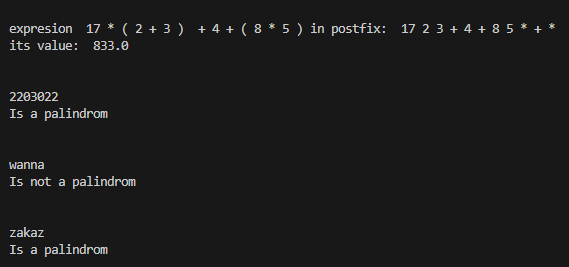 expresion  17 * ( 2 + 3 )  + 4 + ( 8 * 5 ) in postfix:  17 2 3 + 4 + 8 5 * + *
its value:  833.0
2203022
Is a palindrom
wanna
Is not a palindrom
zakaz
Is a palindrom